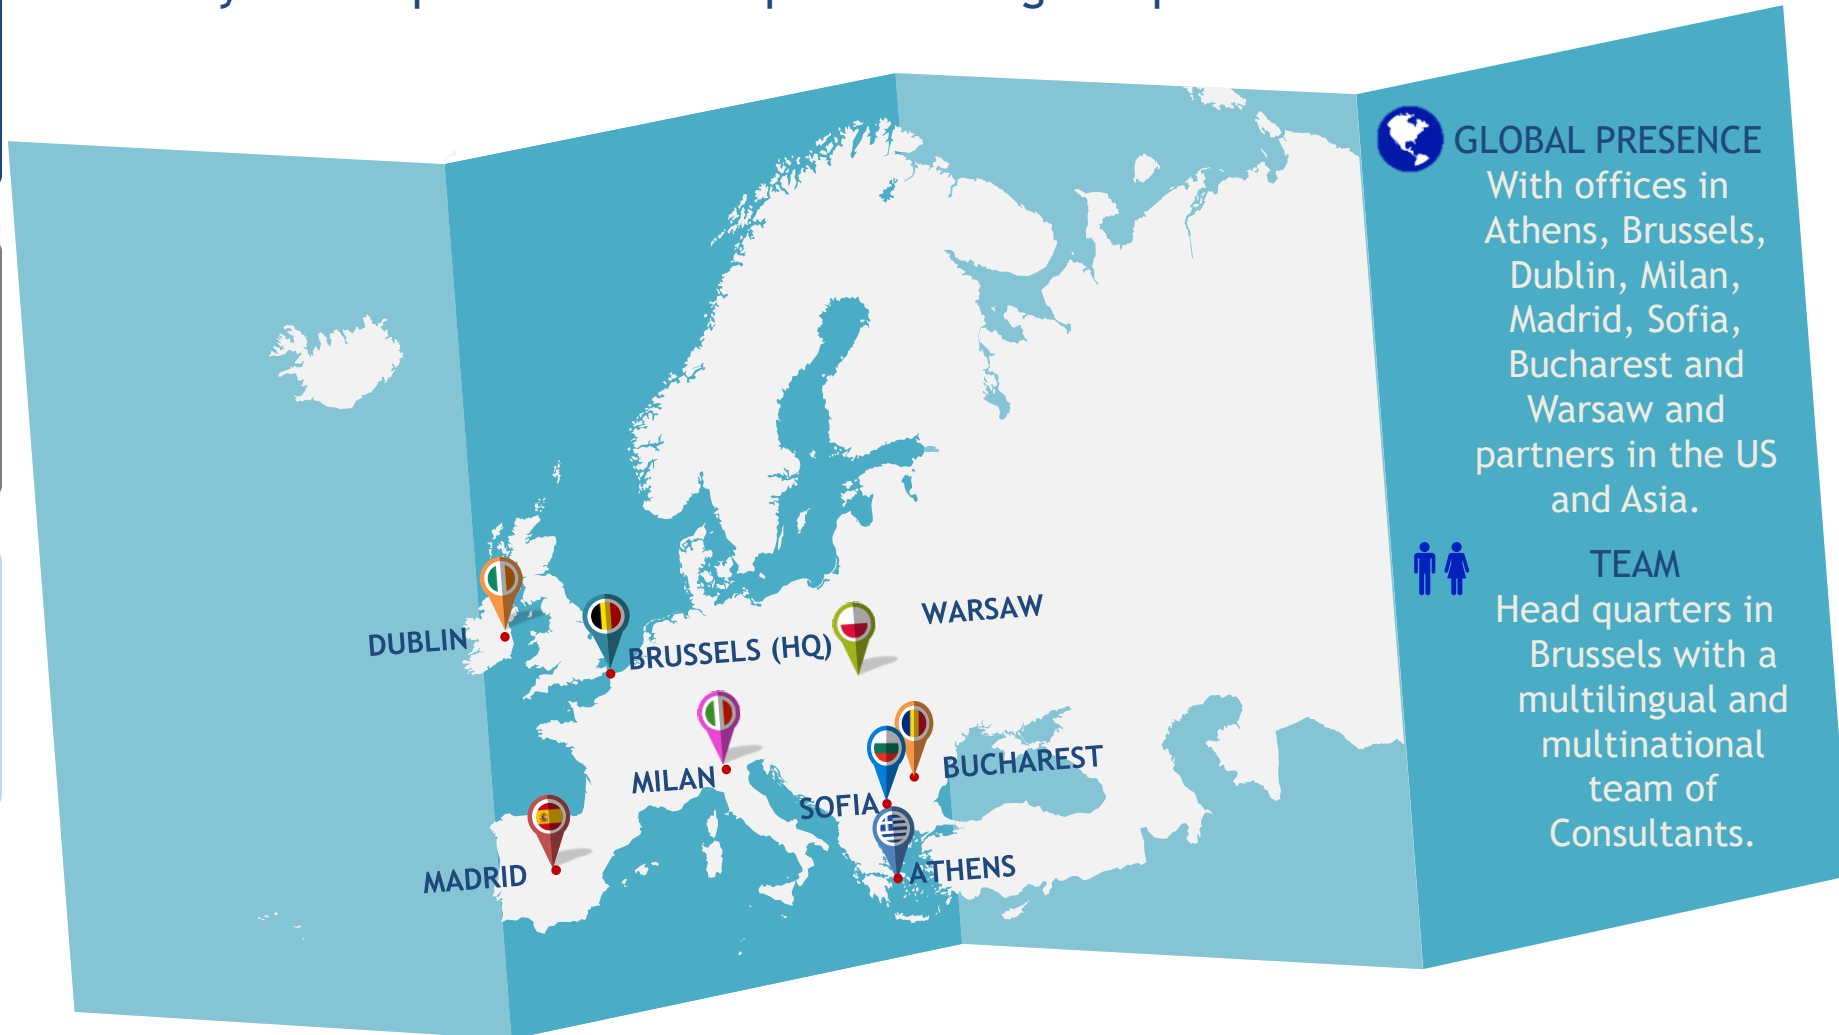 GLOBAL PRESENCE
With offices in
Athens, Brussels,
Dublin, Milan,
Madrid, Sofia,
Bucharest and
Warsaw and
partners in the US
and Asia.
TEAM
Head quarters in
Brussels with a
multilingual and
multinational
team of
Consultants.
WARSAW
DUBLIN
BRUSSELS (HQ)
MILAN
BUCHAREST
SOFIA
MADRID
ATHENS